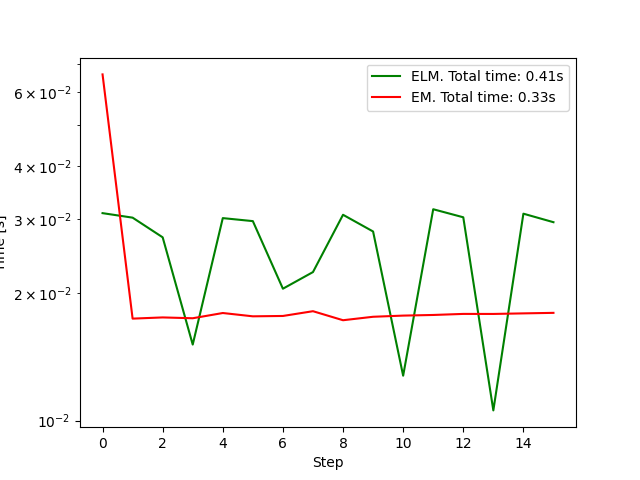 ELM. Total time: 0.41s
EM. Total time: 0.33s
6 × 10⁻²
4 × 10⁻²
3 × 10⁻²
2 × 10⁻²
10⁻²
Time [s]
0 2 4 6 8 10 12 14
Step